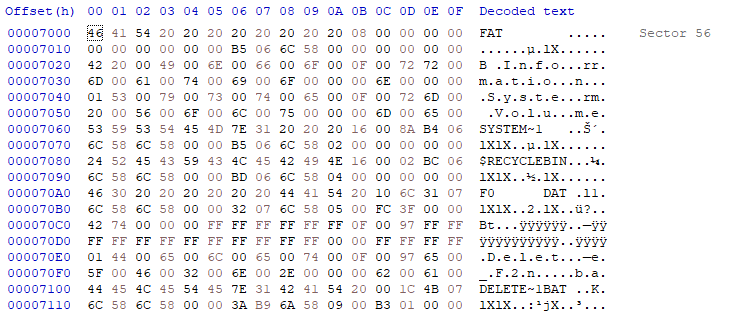 Offset(h) 00 01 02 03 04 05 06 07 08 09 0A 0B 0C 0D 0E 0F Decoded text
00007000 46 41 54 20 20 20 20 20 20 20 20 08 00 00 00 00 FAT ..... Sector 56
00007010 00 00 00 00 00 00 B5 06 6C 58 00 00 00 00 00 00 ......µ.lX......
00007020 42 20 00 49 00 6E 00 66 00 6F 00 0F 00 72 72 00 B .I.n.f.o...rr.
00007030 6D 00 61 00 74 00 69 00 6F 00 00 00 6E 00 00 00 m.a.t.i.o...n...
00007040 01 53 00 79 00 73 00 74 00 65 00 0F 00 72 6D 00 .S.y.s.t.e...rm.
00007050 20 00 56 00 6F 00 6C 00 75 00 00 00 6D 00 65 00 .V.o.l.u...m.e.
00007060 53 59 53 54 45 4D 7E 31 20 20 20 16 00 8A B4 06 SYSTEM~1 ..Š´.
00007070 6C 58 6C 58 00 00 B5 06 6C 58 02 00 00 00 00 00 lXlX..µ.lX......
00007080 24 52 45 43 59 43 4C 45 42 49 4E 16 00 02 BC 06 $RECYCLEBIN...¼.
00007090 6C 58 6C 58 00 00 BD 06 6C 58 04 00 00 00 00 00 lXlX..½.lX......
000070A0 46 30 20 20 20 20 20 20 44 41 54 20 10 6C 31 07 F0 DAT .l1.
000070B0 6C 58 6C 58 00 00 32 07 6C 58 05 00 FC 3F 00 00 lXlX..2.lX..ü?..
000070C0 42 74 00 00 00 FF FF FF FF FF FF 0F 00 97 FF FF Bt...ÿÿÿÿÿÿ..—ÿÿ
000070D0 FF FF FF FF FF FF FF FF FF FF 00 00 FF FF FF FF ÿÿÿÿÿÿÿÿÿÿ..ÿÿÿÿ
000070E0 01 44 00 65 00 6C 00 65 00 74 00 0F 00 97 65 00 .D.e.l.e.t...—e.
000070F0 5F 00 46 00 32 00 6E 00 2E 00 00 00 62 00 61 00 _.F.2.n.....b.a.
00007100 44 45 4C 45 54 45 7E 31 42 41 54 20 00 1C 4B 07 DELETE~1BAT ..K.
00007110 6C 58 6C 58 00 00 3A B9 6A 58 09 00 B3 01 00 00 lXlX..:¹jX..³...